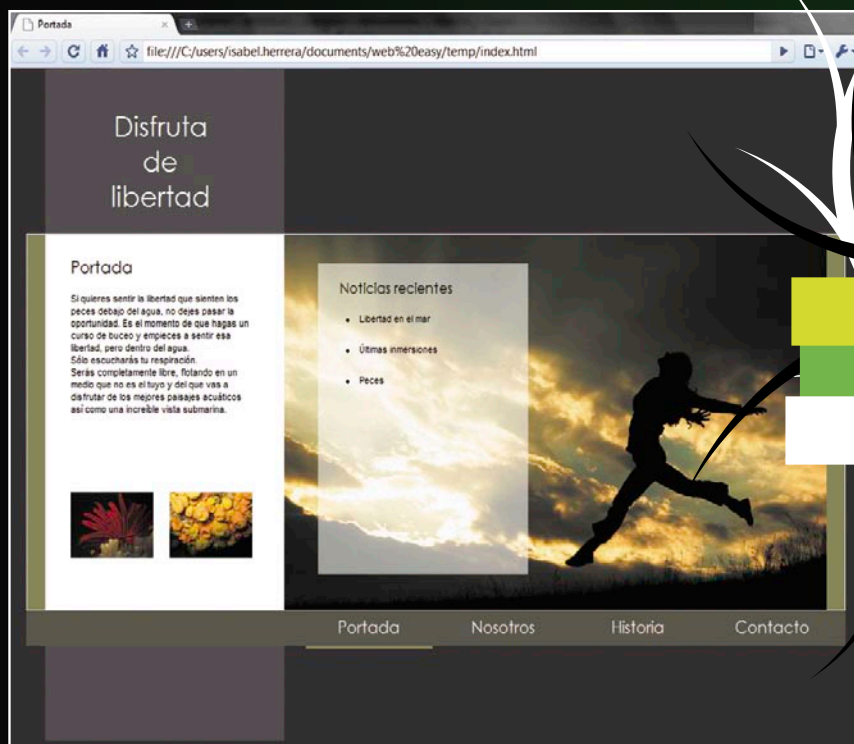 Portada
file:///C:/users/isabel.herrera/documents/web%20easy/temp/index.html
Disfruta
de
libertad
Portada
Si quieres sentir la libertad que sienten los
peces debajo del agua, no dejes pasar la
oportunidad. Es el momento de que hagas un
curso de buceo y empieces a sentir esa
libertad, pero dentro del agua.
Sólo escucharás tu respiración.
Serás completamente libre, flotando en un
medio que no es el tuyo y del que vas a
disfrutar de los mejores paisajes acuáticos
así como una increíble vista submarina.
Noticias recientes
• Libertad en el mar
• Últimas inmersiones
• Peces
Portada Nosotros Historia Contacto